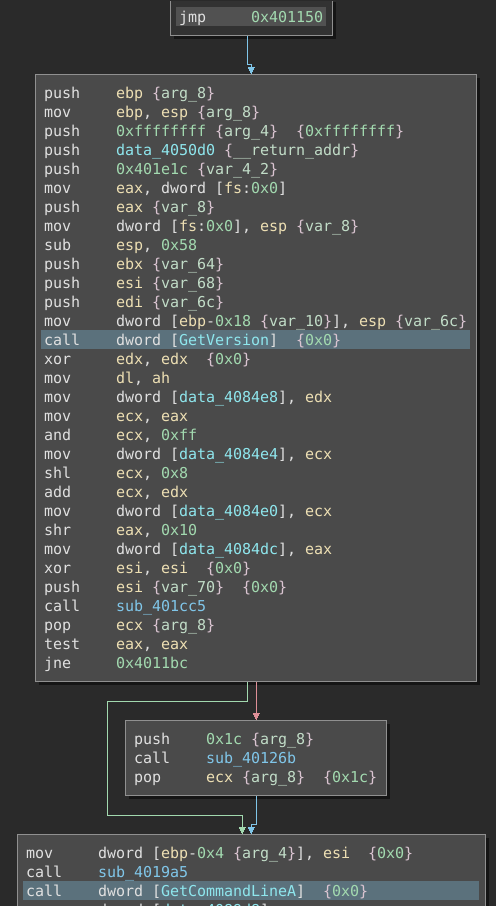 jmp 0x401150
push ebp {arg_8}
mov ebp, esp {arg_8}
push 0xffffffff {arg_4} {0xffffffff}
push data_4050d0 {__return_addr}
push 0x401e1c {var_4_2}
mov eax, dword [fs:0x0]
push eax {var_8}
mov dword [fs:0x0], esp {var_8}
sub esp, 0x58
push ebx {var_64}
push esi {var_68}
push edi {var_6c}
mov dword [ebp-0x18 {var_10}], esp {var_6c}
call dword [GetVersion] {0x0}
xor edx, edx {0x0}
mov dl, ah
mov dword [data_4084e8], edx
mov ecx, eax
and ecx, 0xff
mov dword [data_4084e4], ecx
shl ecx, 0x8
add ecx, edx
mov dword [data_4084e0], ecx
shr eax, 0x10
mov dword [data_4084dc], eax
xor esi, esi {0x0}
push esi {var_70} {0x0}
call sub_401cc5
pop ecx {arg_8}
test eax, eax
jne 0x4011bc
push 0x1c {arg_8}
call sub_40126b
pop ecx {arg_8} {0x1c}
mov dword [ebp-0x4 {arg_4}], esi {0x0}
call sub_4019a5
call dword [GetCommandLineA] {0x0}